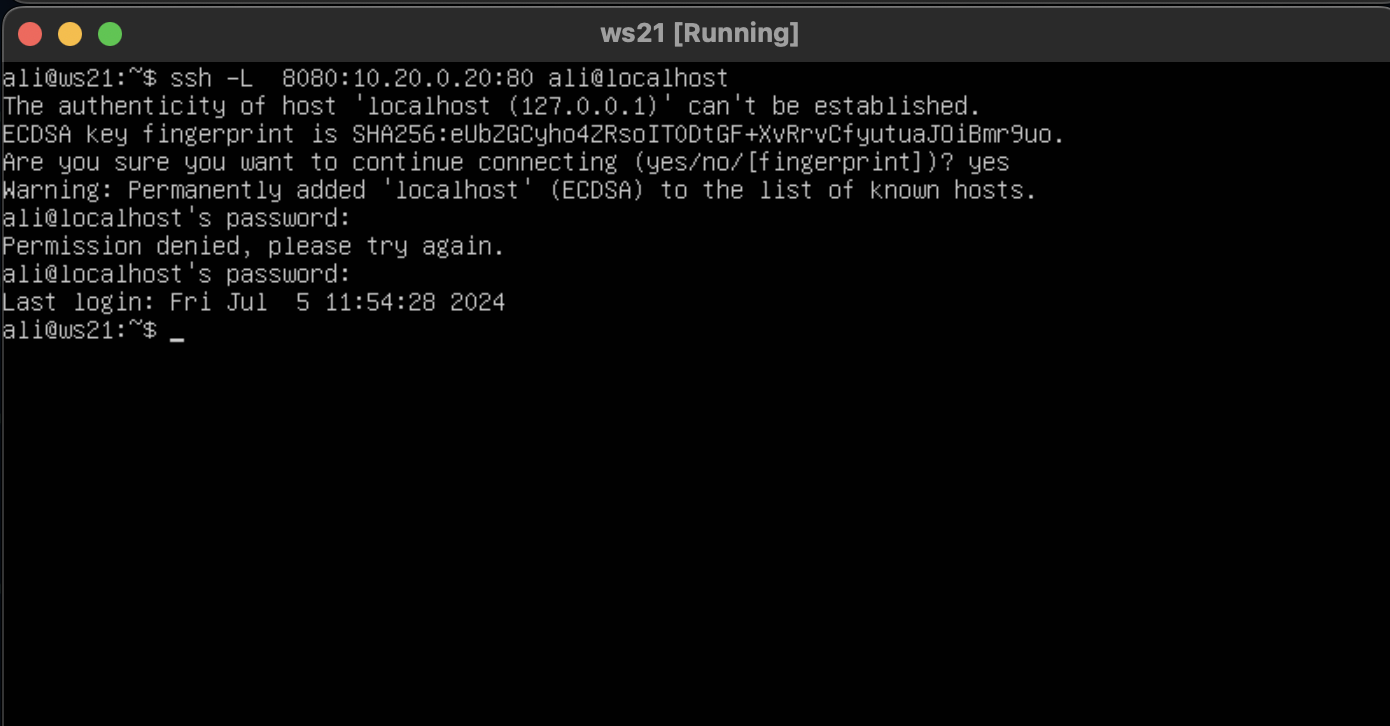 ws21 [Running]
ali@ws21:~$ ssh -L  8080:10.20.0.20:80 ali@localhost
The authenticity of host 'localhost (127.0.0.1)' can't be established.
ECDSA key fingerprint is SHA256:eUbZGCyho4ZRsoIT0DtGF+XvRrvCfyutuaJOiBmr9uo.
Are you sure you want to continue connecting (yes/no/[fingerprint])? yes
Warning: Permanently added 'localhost' (ECDSA) to the list of known hosts.
ali@localhost's password:
Permission denied, please try again.
ali@localhost's password:
Last login: Fri Jul  5 11:54:28 2024
ali@ws21:~$ _